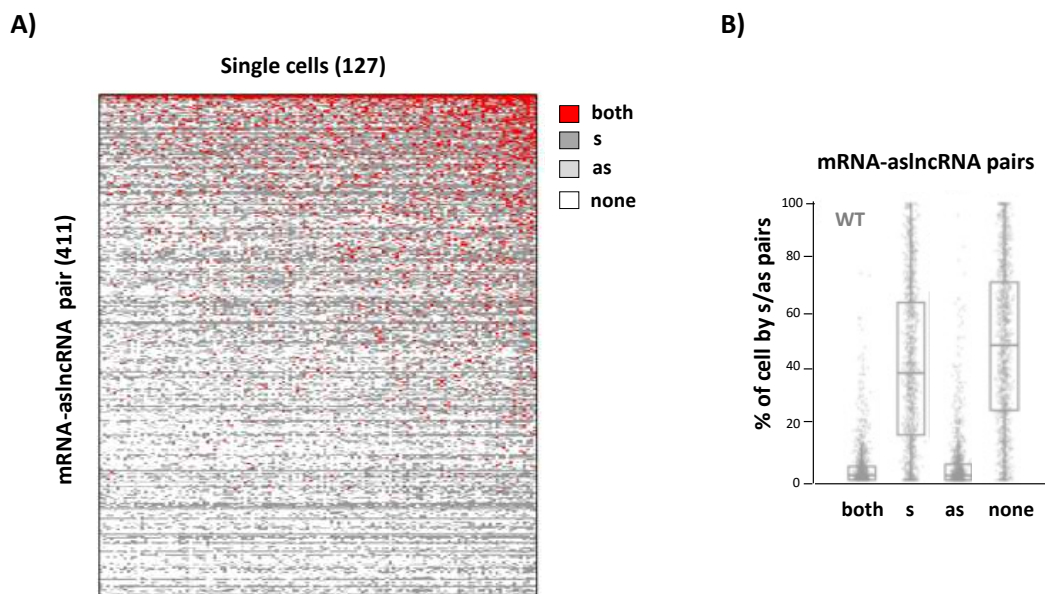 A)
Single cells (127)
mRNA-aslncRNA pair (411)
both
s
as
none
B)
mRNA-aslncRNA pairs
% of cell by s/as pairs
100
80
60
40
20
0
WT
both s as none